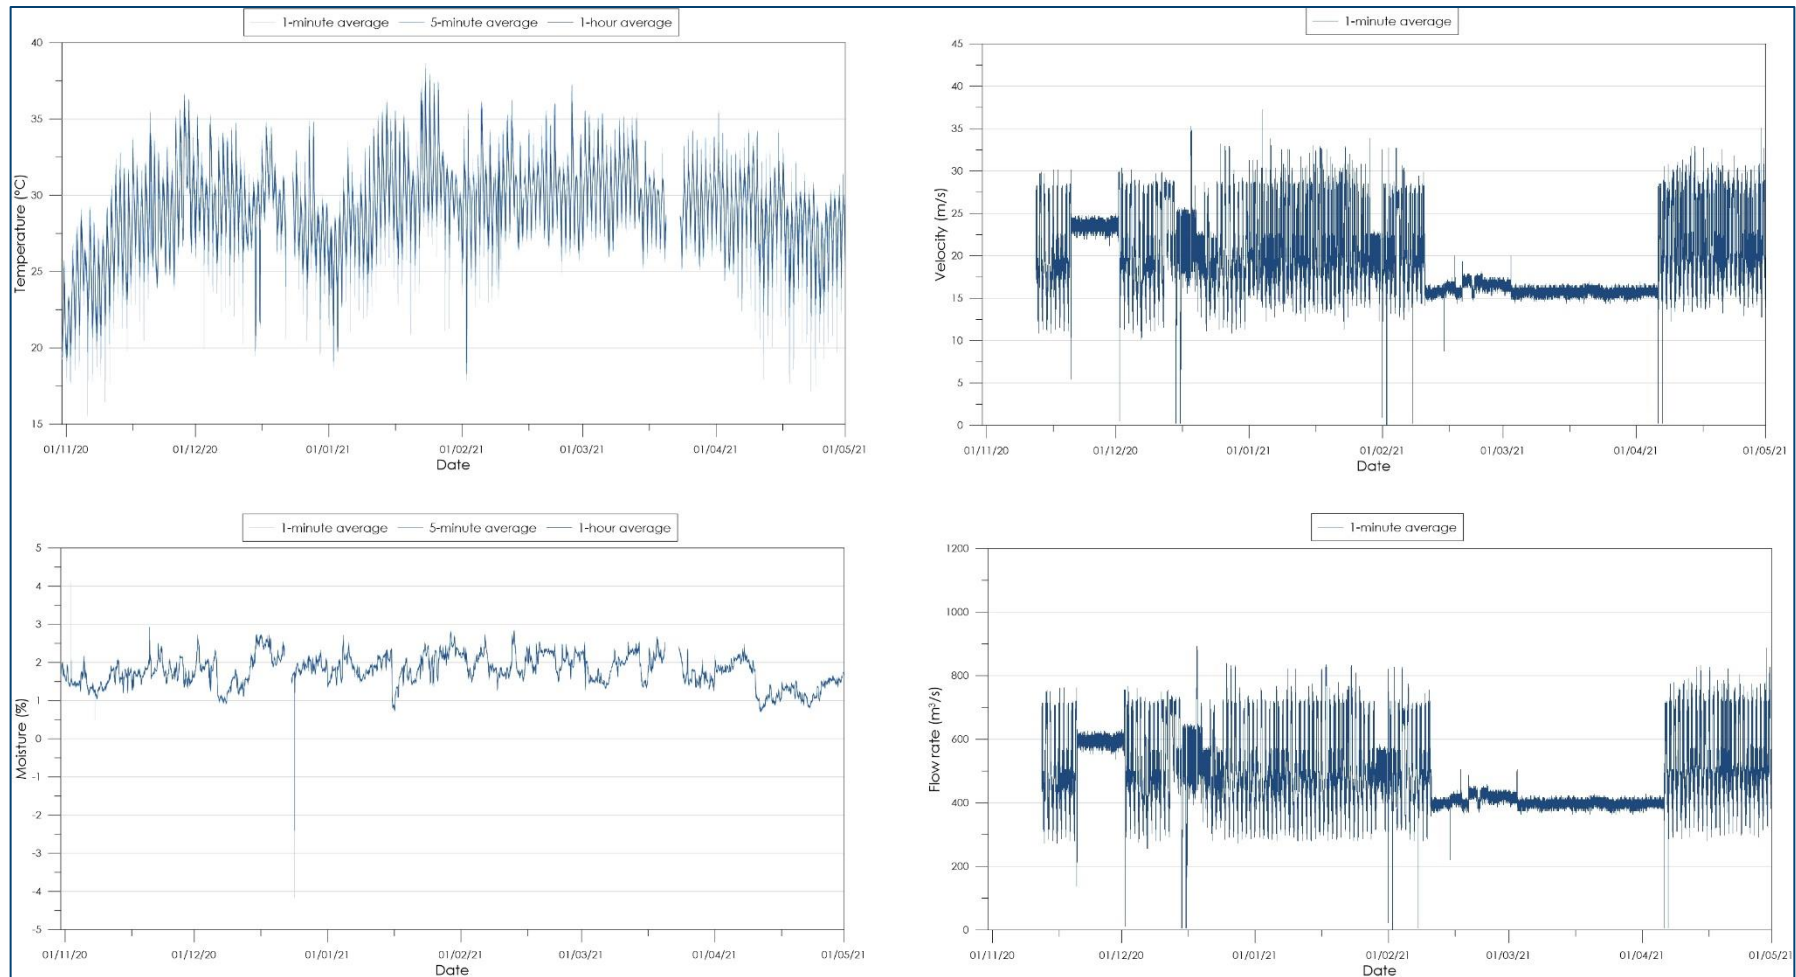 1-minute average 5-minute average 1-hour average
40
35
30
25
20
15
Temperature (°C)
01/11/20 01/12/20 01/01/21 01/02/21 01/03/21 01/04/21 01/05/21
Date
1-minute average
45
40
35
30
25
20
15
10
5
0
Velocity (m/s)
01/11/20 01/12/20 01/01/21 01/02/21 01/03/21 01/04/21 01/05/21
Date
1-minute average 5-minute average 1-hour average
5
4
3
2
1
0
-1
-2
-3
-4
-5
Moisture (%)
01/11/20 01/12/20 01/01/21 01/02/21 01/03/21 01/04/21 01/05/21
Date
1-minute average
1200
1000
800
600
400
200
0
Flow rate (m³/s)
01/11/20 01/12/20 01/01/21 01/02/21 01/03/21 01/04/21 01/05/21
Date